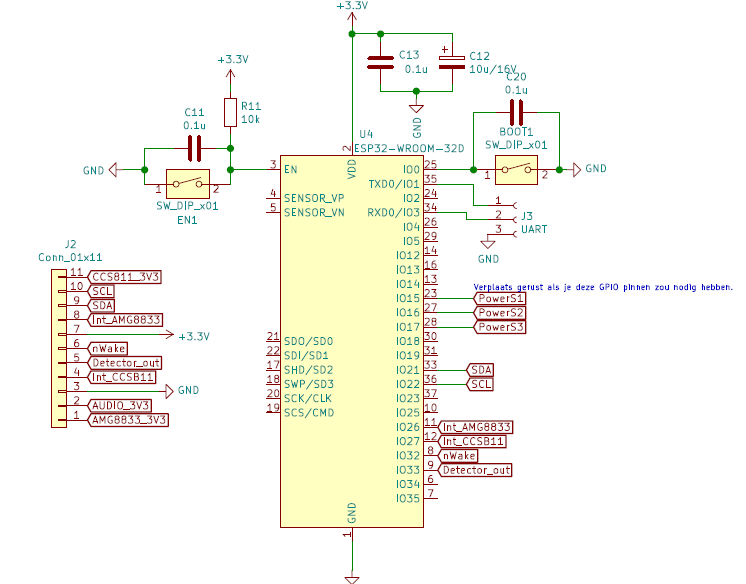 +3.3V
C13
0.1u
C12
10u/16V
GND
+3.3V
R11
10k
C11
0.1u
GND
1
2
SW_DIP_x01
EN1
C20
0.1u
BOOT1
SW_DIP_x01
1
2
GND
U4
ESP32-WROOM-32D
2
VDD
3
EN
4
SENSOR_VP
5
SENSOR_VN
21
SDO/SD0
22
SDI/SD1
17
SHD/SD2
18
SWP/SD3
20
SCK/CLK
19
SCS/CMD
IO0
25
TXD0/IO1
35
IO2
24
RXD0/IO3
34
IO4
26
IO5
29
IO12
14
IO13
16
IO14
13
IO15
23
IO16
27
IO17
28
IO18
30
IO19
31
IO21
33
IO22
36
IO23
37
IO25
10
IO26
11
IO27
12
IO32
8
IO33
9
IO34
6
IO35
7
GND
1
1
2
3
J3
UART
GND
Verplaats gerust als je deze GPIO pinnen zou nodig hebben.
PowerS1
PowerS2
PowerS3
SDA
SCL
Int_AMG8833
Int_CCSB11
nWake
Detector_out
J2
Conn_01x11
11
CCS811_3V3
10
SCL
9
SDA
8
Int_AMG8833
7
+3.3V
6
nWake
5
Detector_out
4
Int_CCSB11
3
GND
2
AUDIO_3V3
1
AMG8833_3V3